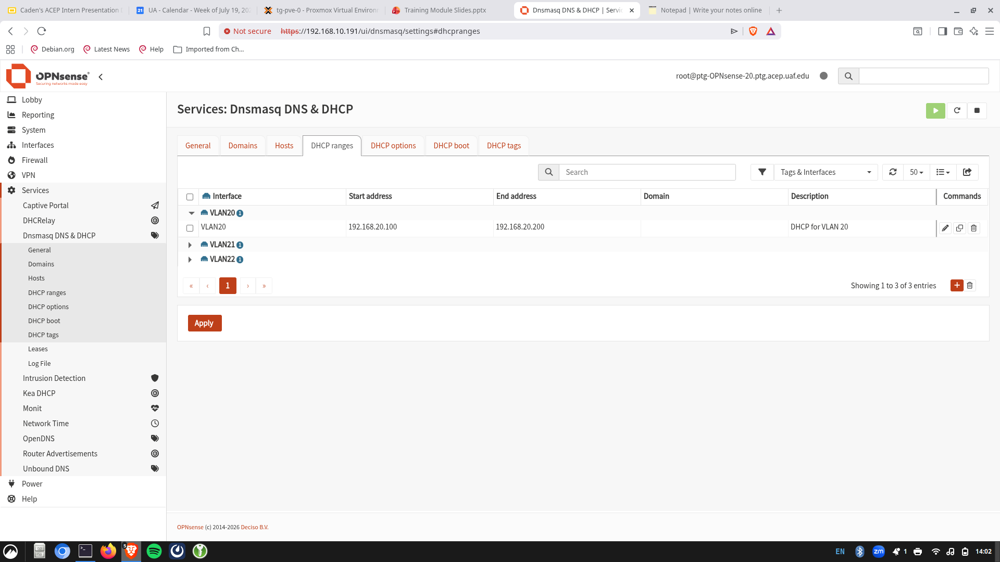 Caden's ACEP Intern Presentation
UA - Calendar - Week of July 19, 202
tg-pve-0 - Proxmox Virtual Environ
Training Module Slides.pptx
Dnsmasq DNS & DHCP | Servic
Notepad | Write your notes online
Not secure
https://192.168.10.191/ui/dnsmasq/settings#dhcpranges
Debian.org
Latest News
Help
Imported from Ch...
OPNsense
Securing networks made easy
root@ptg-OPNsense-20.ptg.acep.uaf.edu
Lobby
Reporting
System
Interfaces
Firewall
VPN
Services
Captive Portal
DHCRelay
Dnsmasq DNS & DHCP
General
Domains
Hosts
DHCP ranges
DHCP options
DHCP boot
DHCP tags
Leases
Log File
Intrusion Detection
Kea DHCP
Monit
Network Time
OpenDNS
Router Advertisements
Unbound DNS
Power
Help
Services: Dnsmasq DNS & DHCP
General
Domains
Hosts
DHCP ranges
DHCP options
DHCP boot
DHCP tags
Search
Tags & Interfaces
50
Interface
Start address
End address
Domain
Description
Commands
VLAN20 1
VLAN20
192.168.20.100
192.168.20.200
DHCP for VLAN 20
VLAN21 1
VLAN22 1
« ‹ 1 › »
Showing 1 to 3 of 3 entries
Apply
OPNsense (c) 2014-2026 Deciso B.V.
5
EN
zm
1
14:02